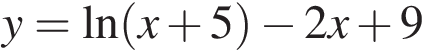 y = ln(x + 5) − 2x + 9